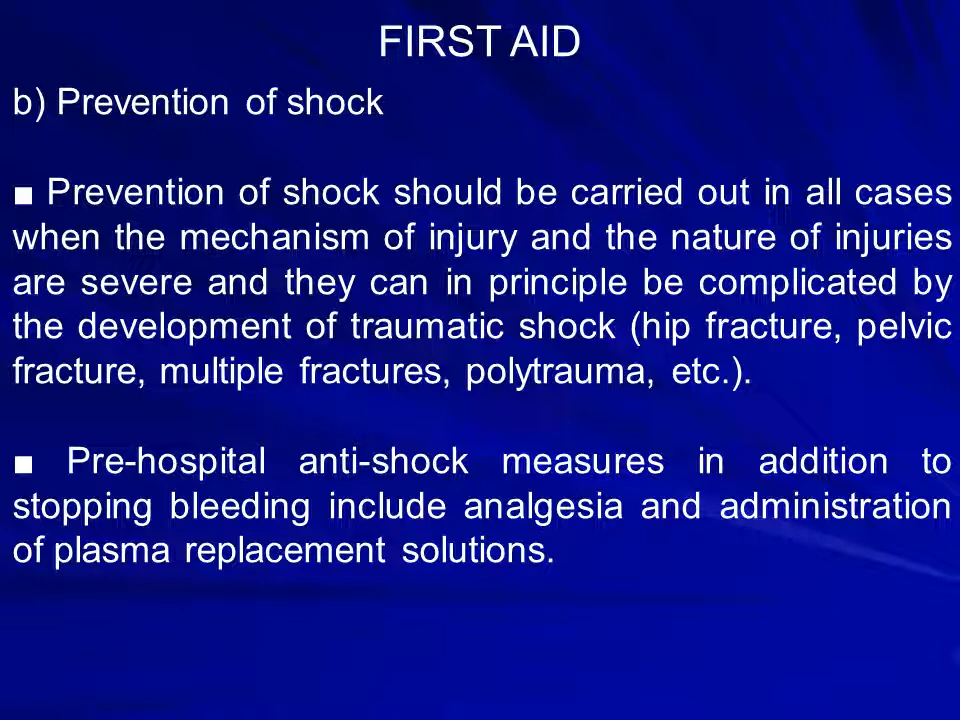 FIRST AID
b) Prevention of shock
■ Prevention of shock should be carried out in all cases
when the mechanism of injury and the nature of injuries
are severe and they can in principle be complicated by
the development of traumatic shock (hip fracture, pelvic
fracture, multiple fractures, polytrauma, etc.).
■ Pre-hospital anti-shock measures in addition to
stopping bleeding include analgesia and administration
of plasma replacement solutions.